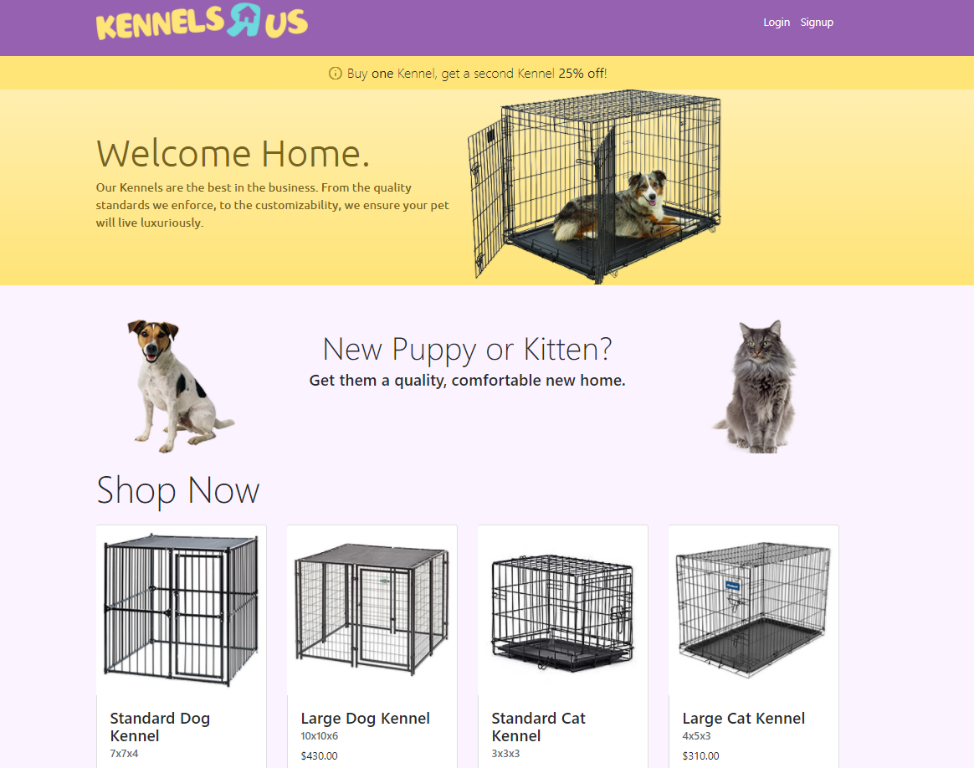 KENNELS R US
Login Signup
Buy one Kennel, get a second Kennel 25% off!
Welcome Home.
Our Kennels are the best in the business. From the quality
standards we enforce, to the customizability, we ensure your pet
will live luxuriously.
New Puppy or Kitten?
Get them a quality, comfortable new home.
Shop Now
Standard Dog
Kennel
7x7x4
Large Dog Kennel
10x10x6
$430.00
Standard Cat
Kennel
3x3x3
Large Cat Kennel
4x5x3
$310.00